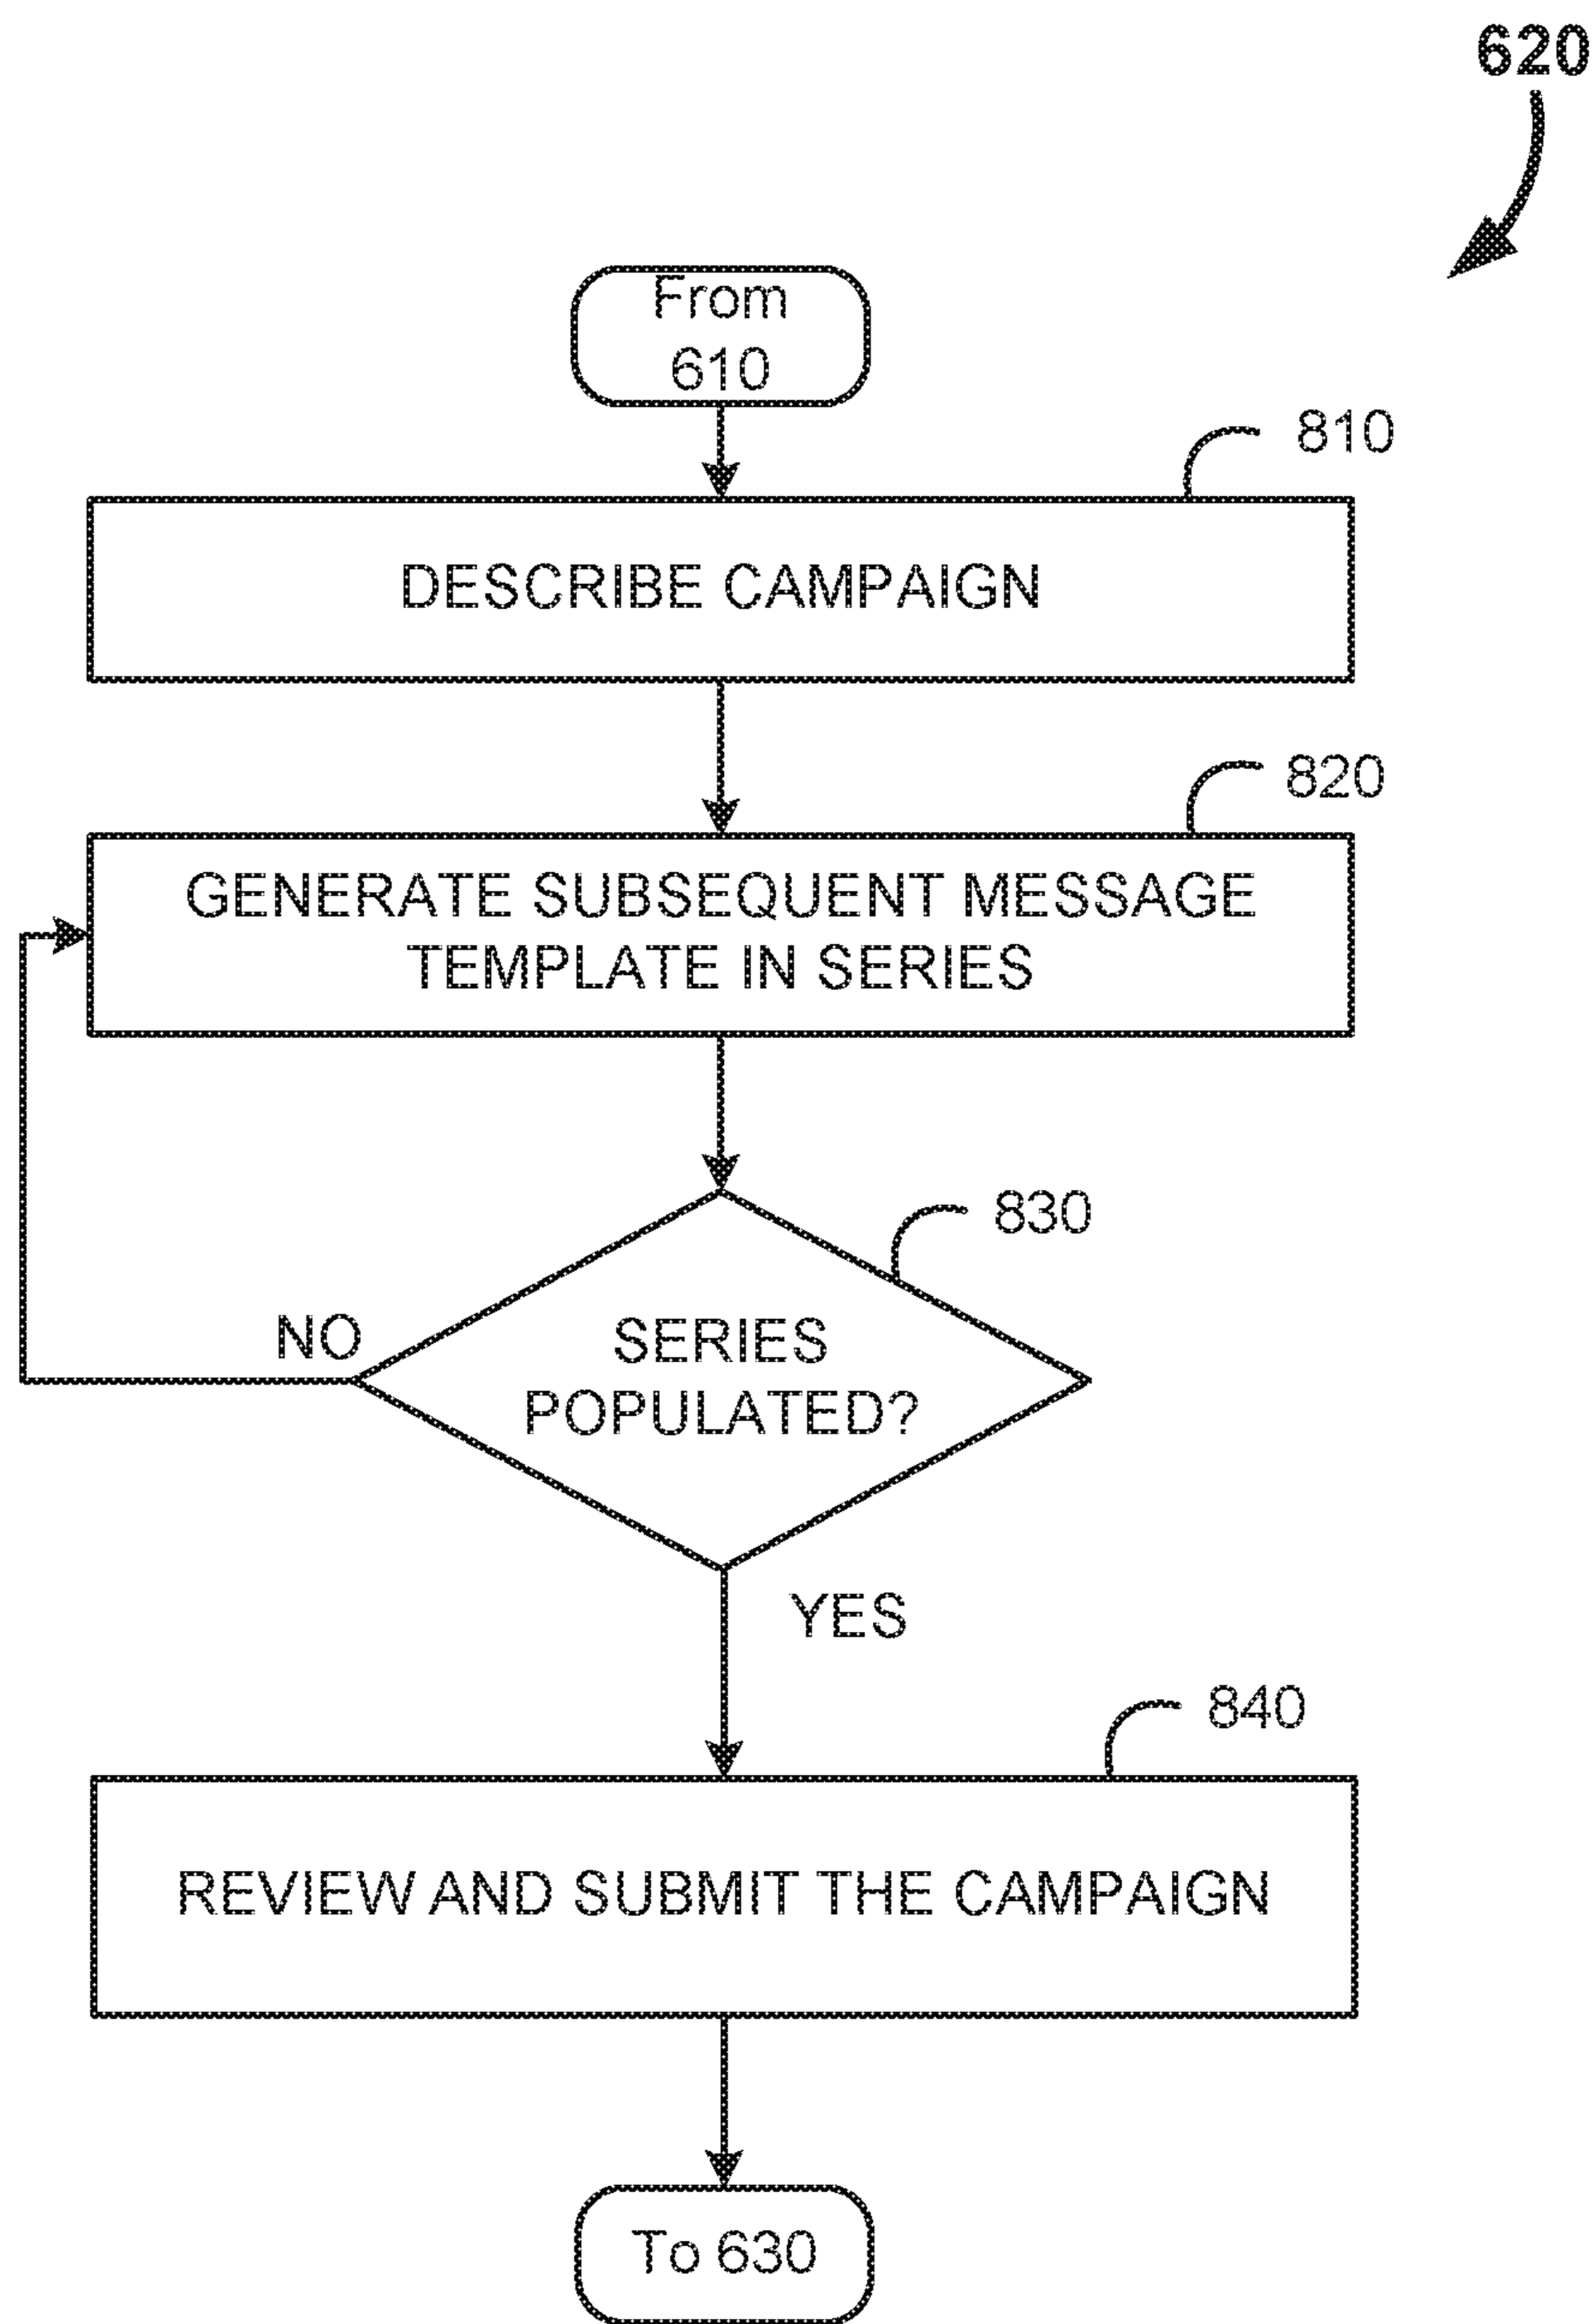 620
From
610
810
DESCRIBE CAMPAIGN
820
GENERATE SUBSEQUENT MESSAGE
TEMPLATE IN SERIES
830
NO
SERIES
POPULATED?
YES
840
REVIEW AND SUBMIT THE CAMPAIGN
To 630